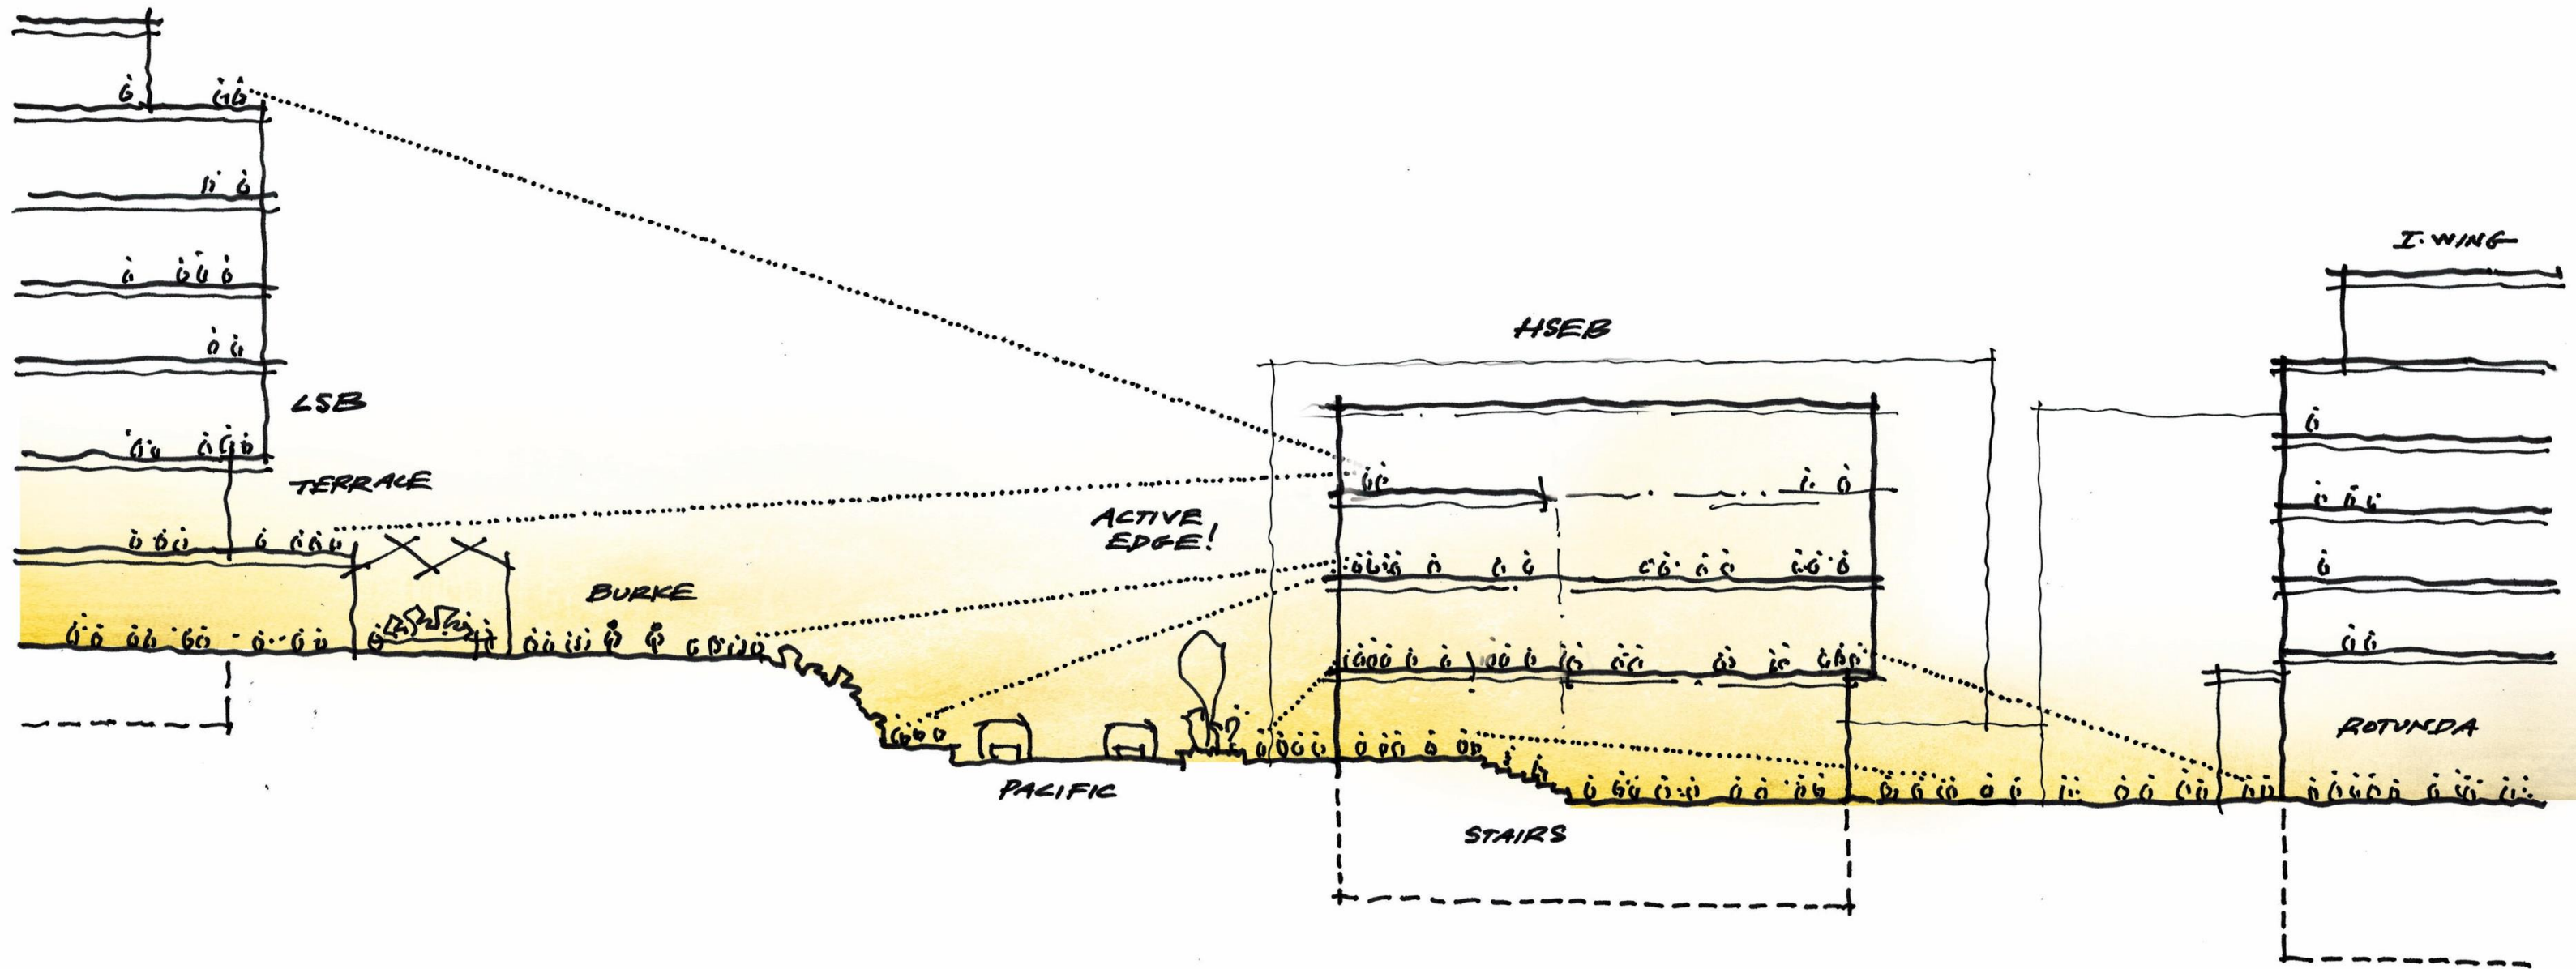 I-WING
HSEB
LSB
TERRACE
ACTIVE
EDGE!
BURKE
ROTUNDA
PACIFIC
STAIRS